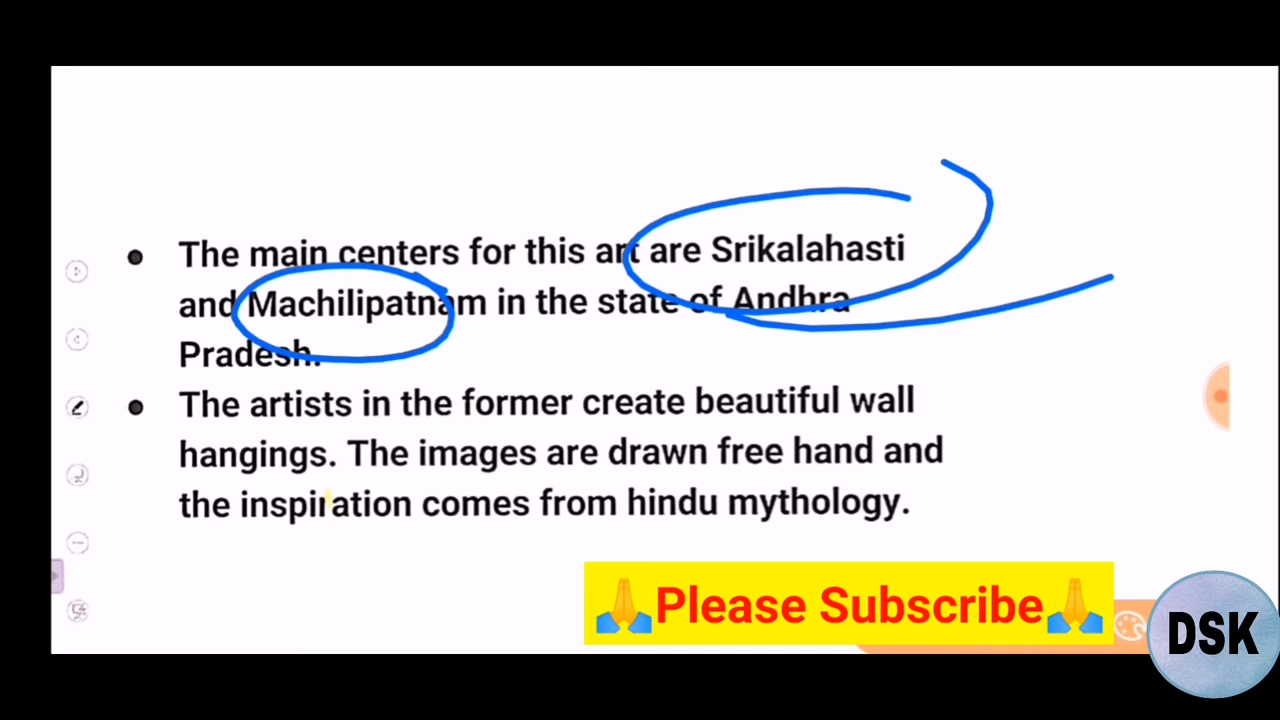 The main centers for this art are Srikalahasti
and Machilipatnam in the state of Andhra
Pradesh.
The artists in the former create beautiful wall
hangings. The images are drawn free hand and
the inspiration comes from hindu mythology.
🙏Please Subscribe🙏
DSK